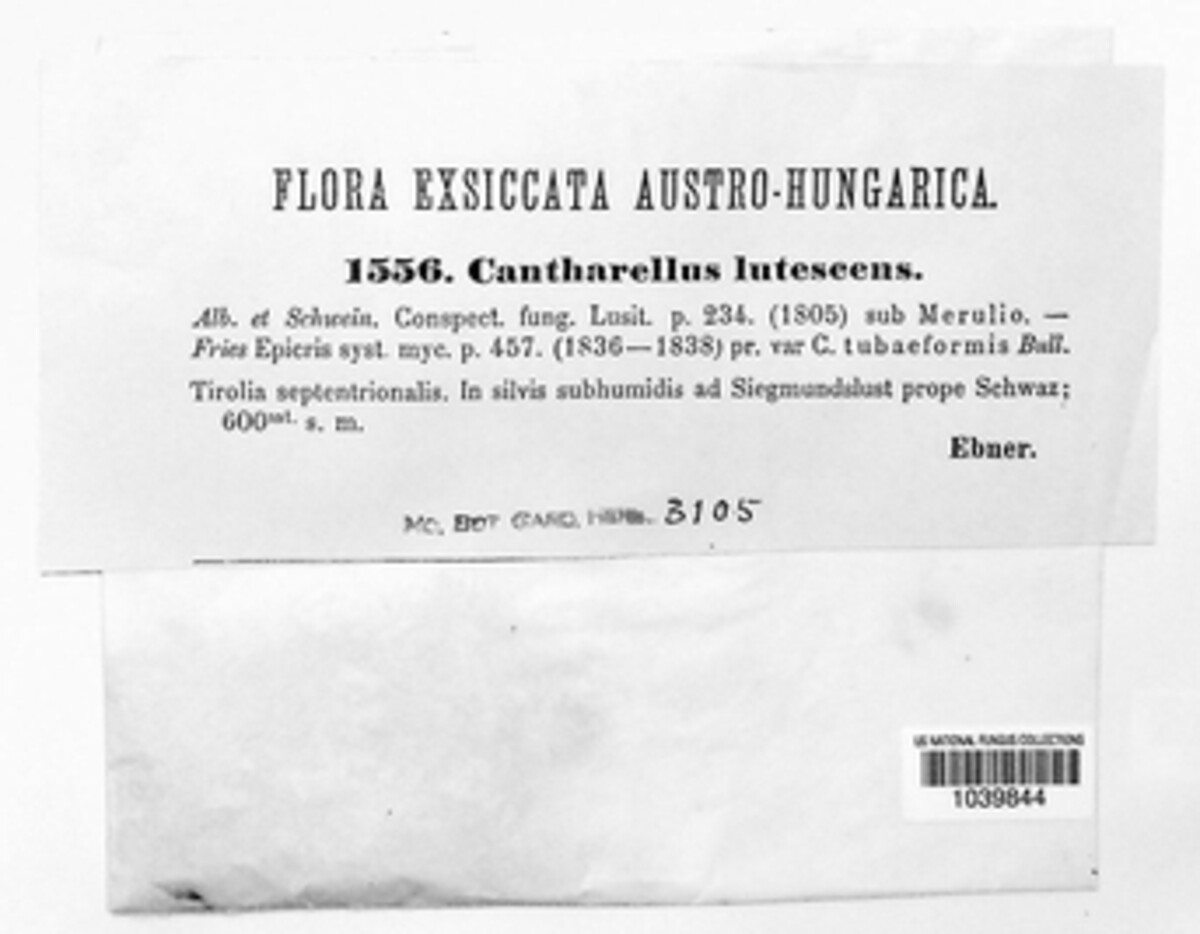 FLORA EXSICCATA AUSTRO-HUNGARICA.
1556. Cantharellus lutescens.
Alb. et Schwein. Conspect. fung. Lusit. p. 234. (1805) sub Merulio. —
Fries Epicris syst. myc. p. 457. (1836—1838) pr. var C. tubaeformis Bull.
Tirolia septentrionalis. In silvis subhumidis ad Siegmundslust prope Schwaz;
600 s. m.
Ebner.
MO. BOT GARD. HERB. 3105
US NATIONAL FUNGUS COLLECTIONS
1039844